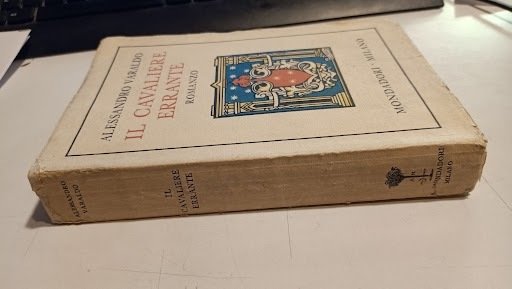 ALESSANDRO VARALDO
IL CAVALIERE
ERRANTE
ROMANZO
MONDADORI · MILANO
ALESSANDRO
VARALDO
IL
CAVALIERE
ERRANTE
A. MONDADORI
MILANO